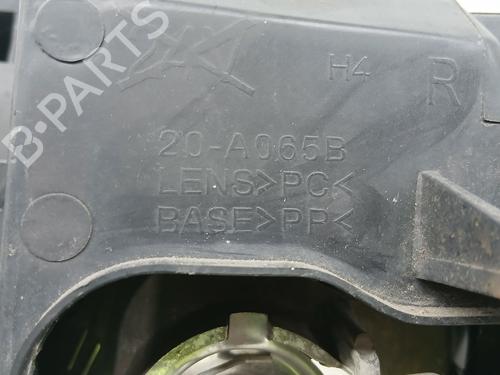 H4
R
20-A065B
LENS>PC<
BASE>PP<
B-PARTS